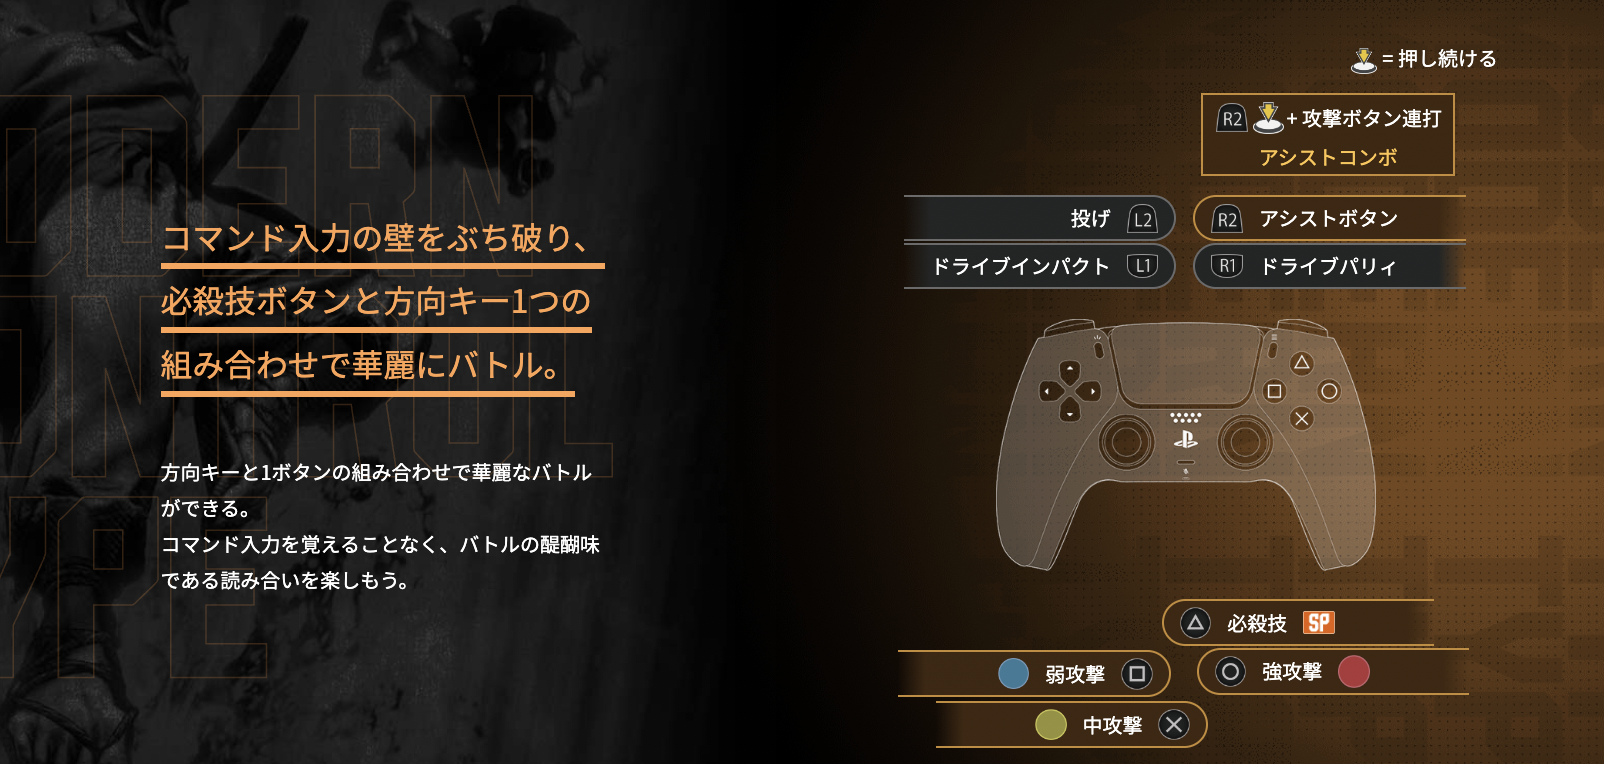 MODERN
CONTROL
TYPE
コマンド入力の壁をぶち破り、
必殺技ボタンと方向キー1つの
組み合わせで華麗にバトル。
方向キーと1ボタンの組み合わせで華麗なバトル
ができる。
コマンド入力を覚えることなく、バトルの醍醐味
である読み合いを楽しもう。
= 押し続ける
R2 + 攻撃ボタン連打
アシストコンボ
投げ L2
R2 アシストボタン
ドライブインパクト L1
R1 ドライブパリィ
必殺技 SP
弱攻撃
強攻撃
中攻撃